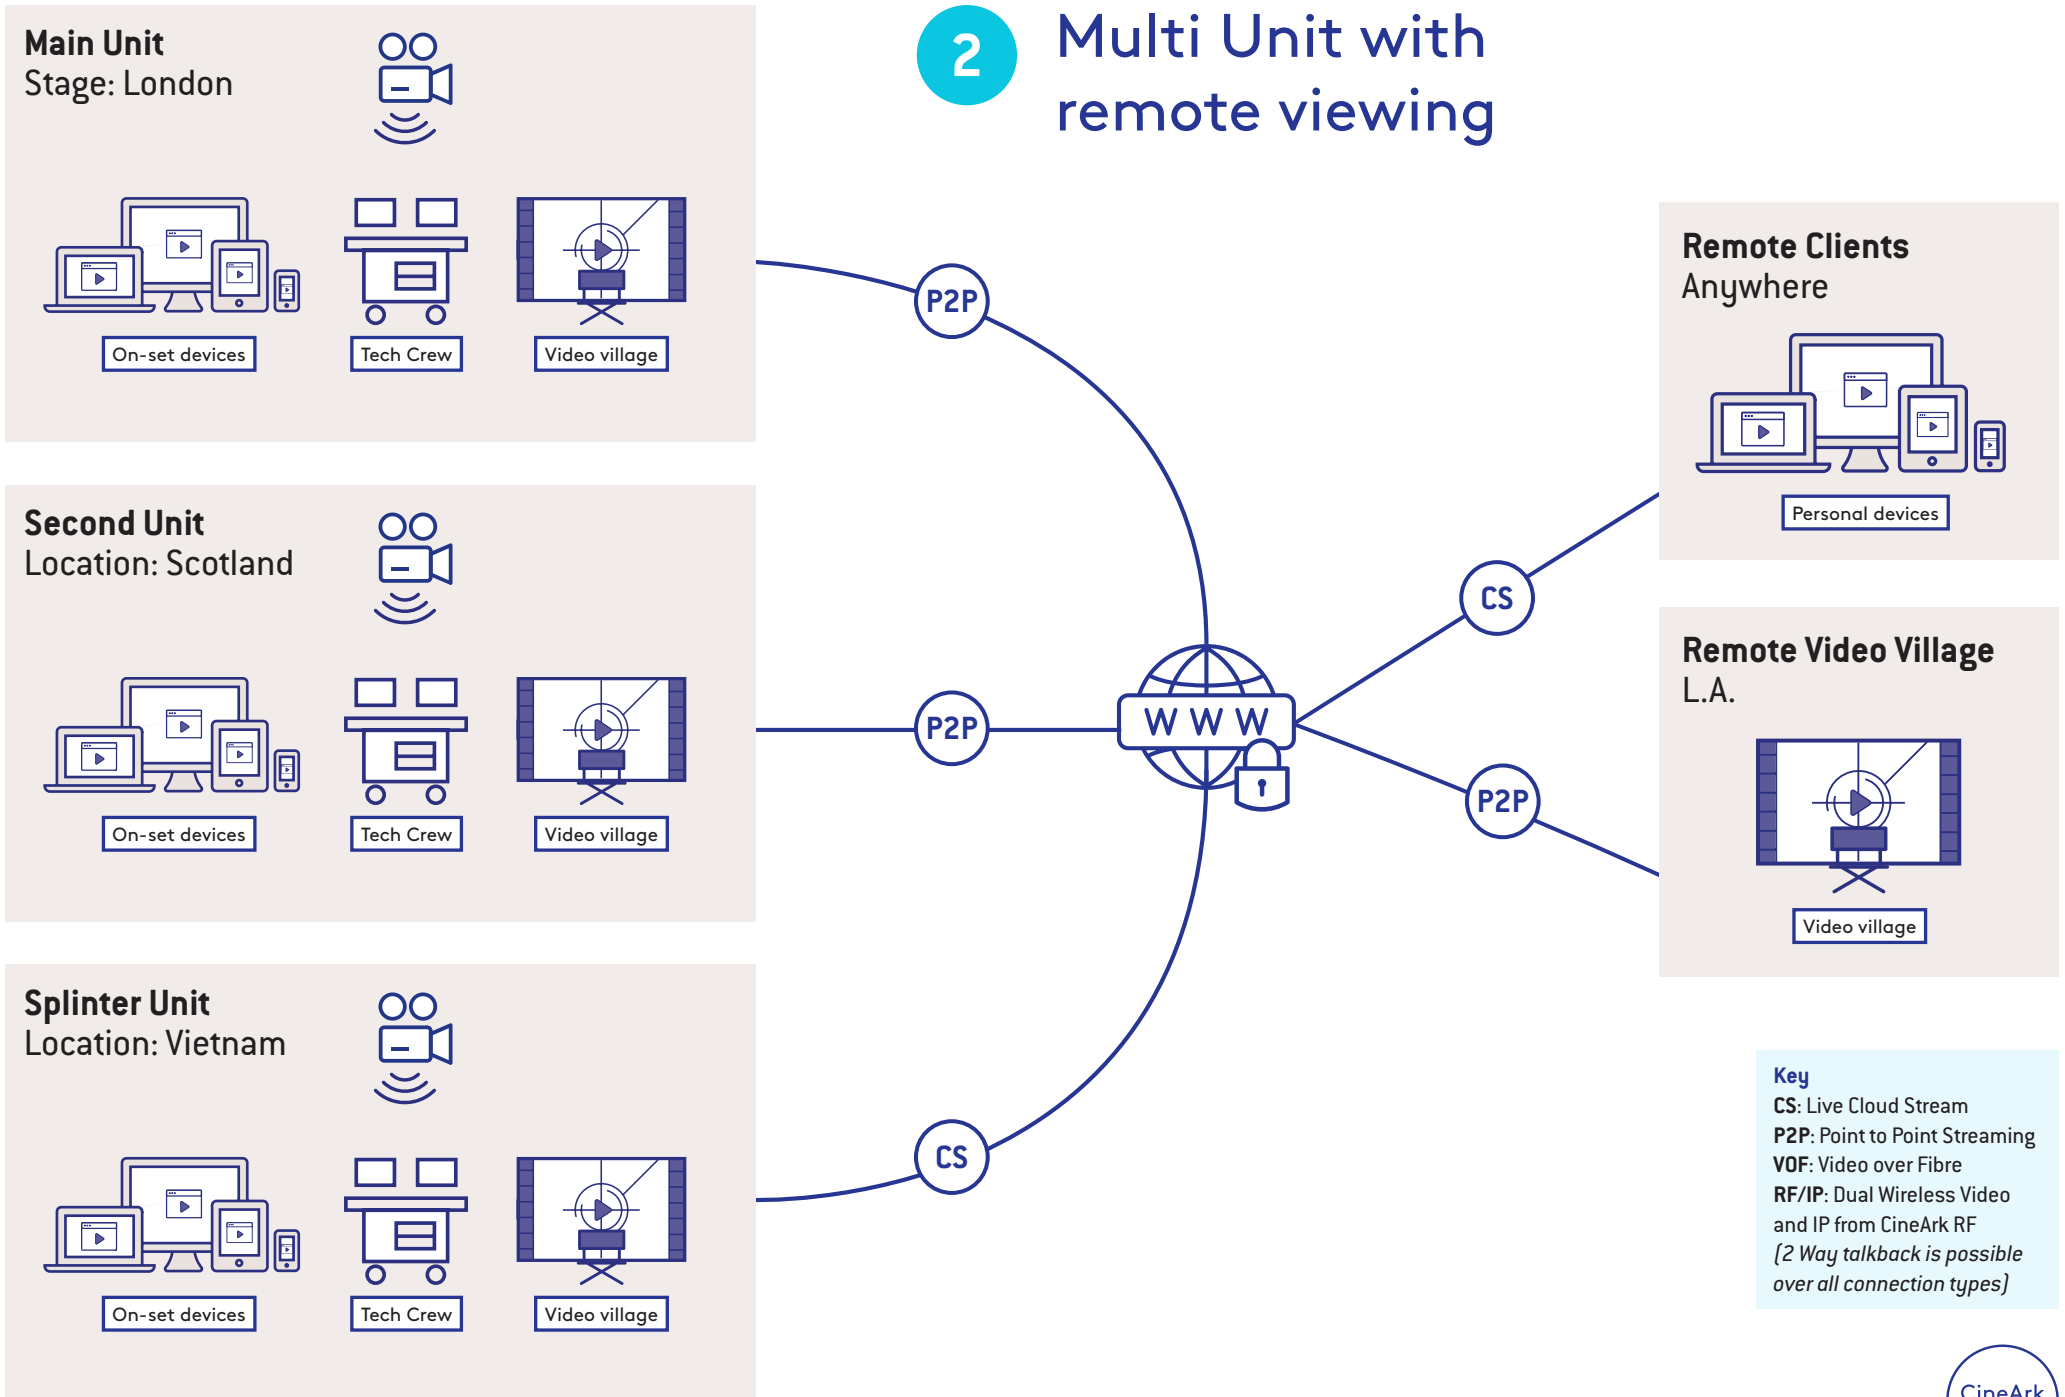 2
Multi Unit with
remote viewing
Main Unit
Stage: London
On-set devices
Tech Crew
Video village
Second Unit
Location: Scotland
On-set devices
Tech Crew
Video village
Splinter Unit
Location: Vietnam
On-set devices
Tech Crew
Video village
P2P
P2P
CS
WWW
CS
P2P
Remote Clients
Anywhere
Personal devices
Remote Video Village
L.A.
Video village
Key
CS: Live Cloud Stream
P2P: Point to Point Streaming
VOF: Video over Fibre
RF/IP: Dual Wireless Video
and IP from CineArk RF
(2 Way talkback is possible
over all connection types)
CineArk